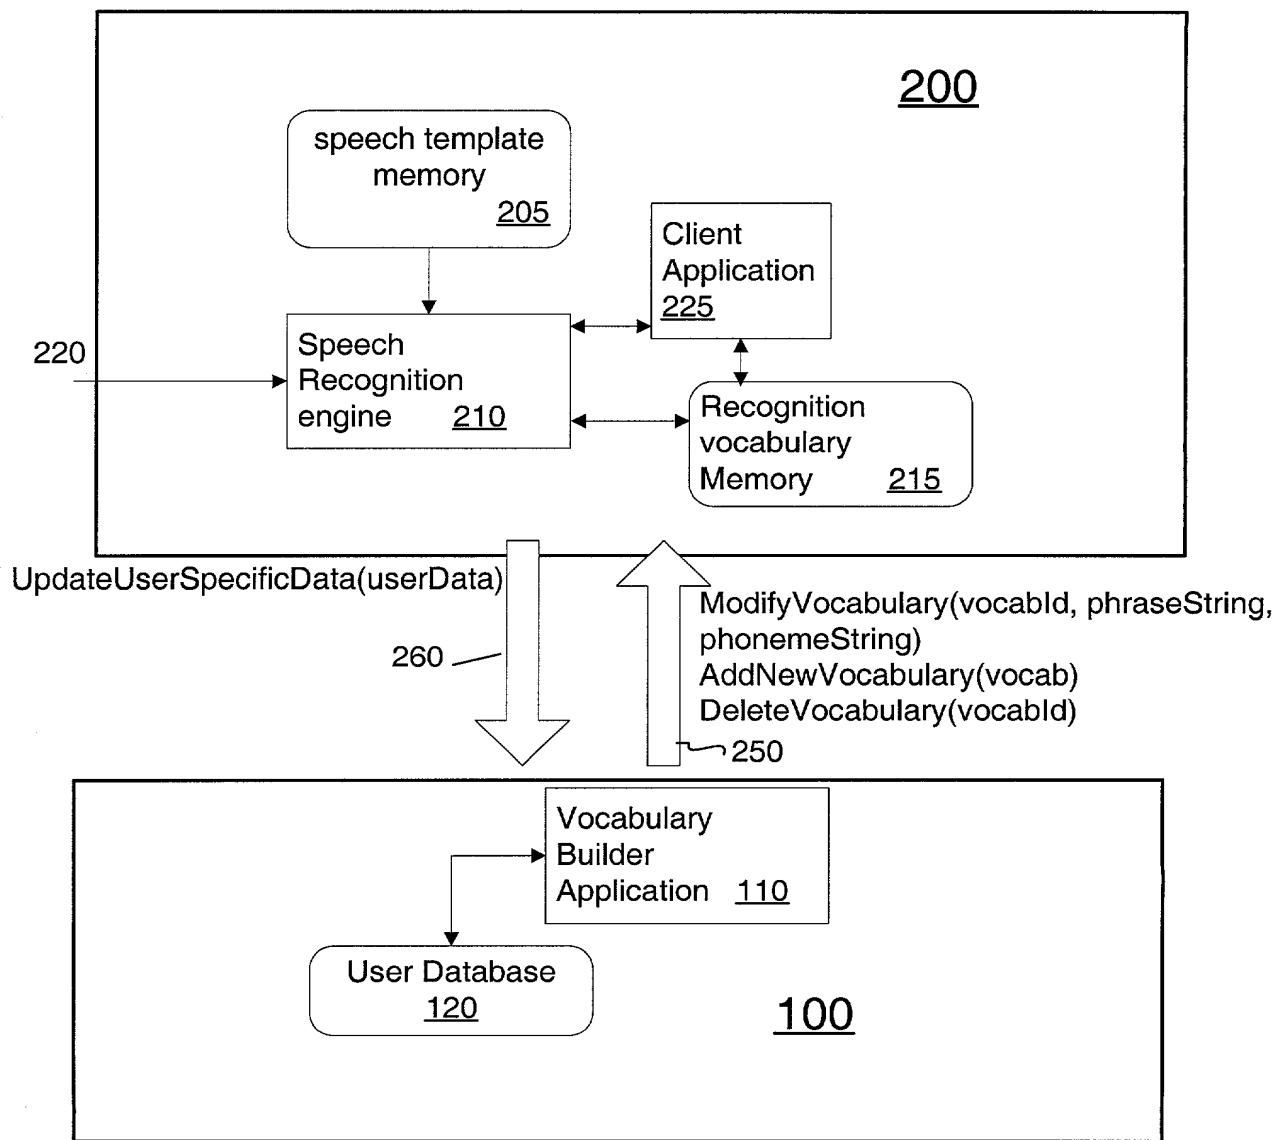 200
speech template
memory
205
Client
Application
225
220
Speech
Recognition
engine 210
Recognition
vocabulary
Memory 215
UpdateUserSpecificData(userData)
260
ModifyVocabulary(vocabId, phraseString,
phonemeString)
AddNewVocabulary(vocab)
DeleteVocabulary(vocabId)
250
Vocabulary
Builder
Application 110
User Database
120
100